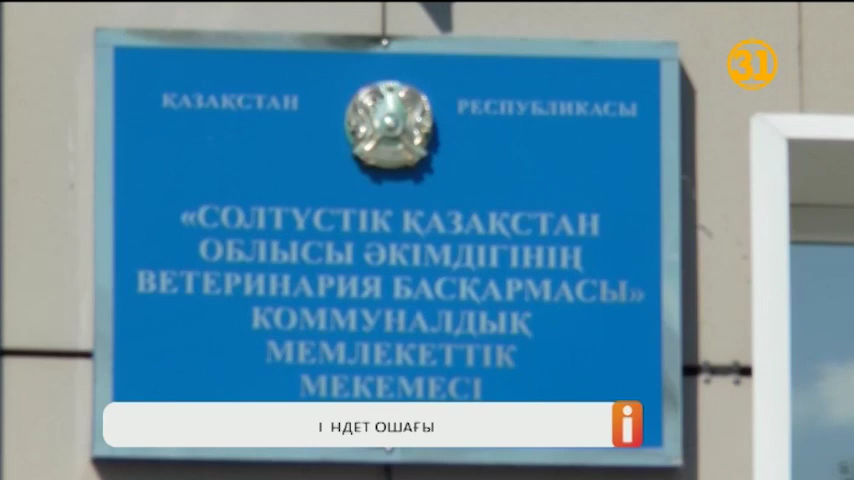 31
ҚАЗАҚСТАН РЕСПУБЛИКАСЫ
«СОЛТҮСТІК ҚАЗАҚСТАН
ОБЛЫСЫ ӘКІМДІГІНІҢ
ВЕТЕРИНАРИЯ БАСҚАРМАСЫ»
КОММУНАЛДЫҚ
МЕМЛЕКЕТТІК
МЕКЕМЕСІ
І НДЕТ ОШАҒЫ
i